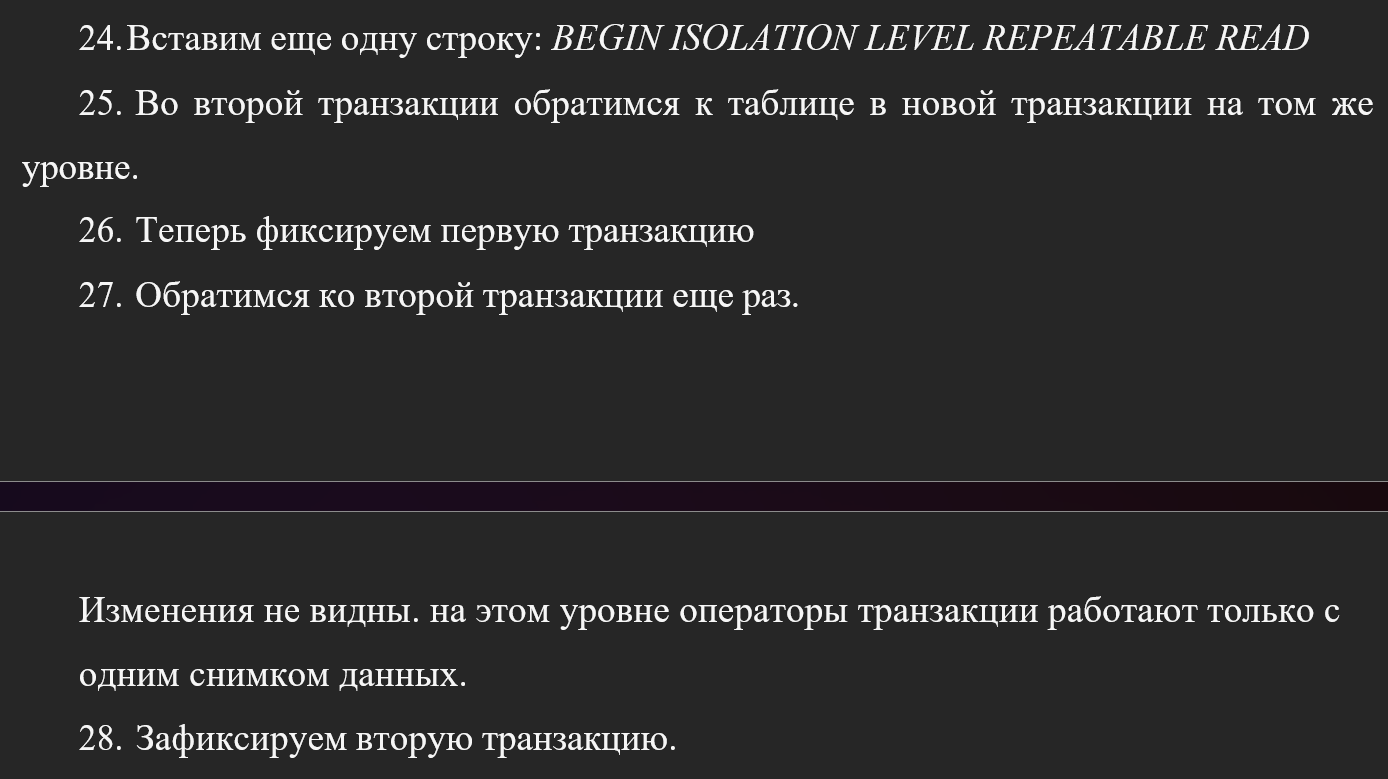 24. Вставим еще одну строку: BEGIN ISOLATION LEVEL REPEATABLE READ
25. Во второй транзакции обратимся к таблице в новой транзакции на том же
уровне.
26. Теперь фиксируем первую транзакцию
27. Обратимся ко второй транзакции еще раз.
Изменения не видны. на этом уровне операторы транзакции работают только с
одним снимком данных.
28. Зафиксируем вторую транзакцию.